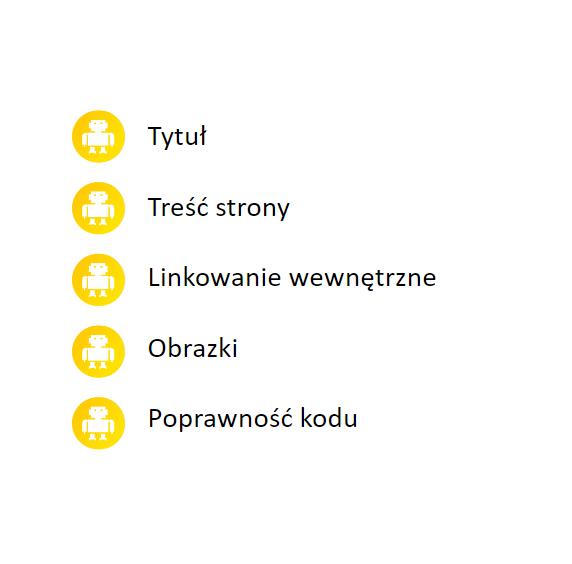 Tytuł
Treść strony
Linkowanie wewnętrzne
Obrazki
Poprawność kodu